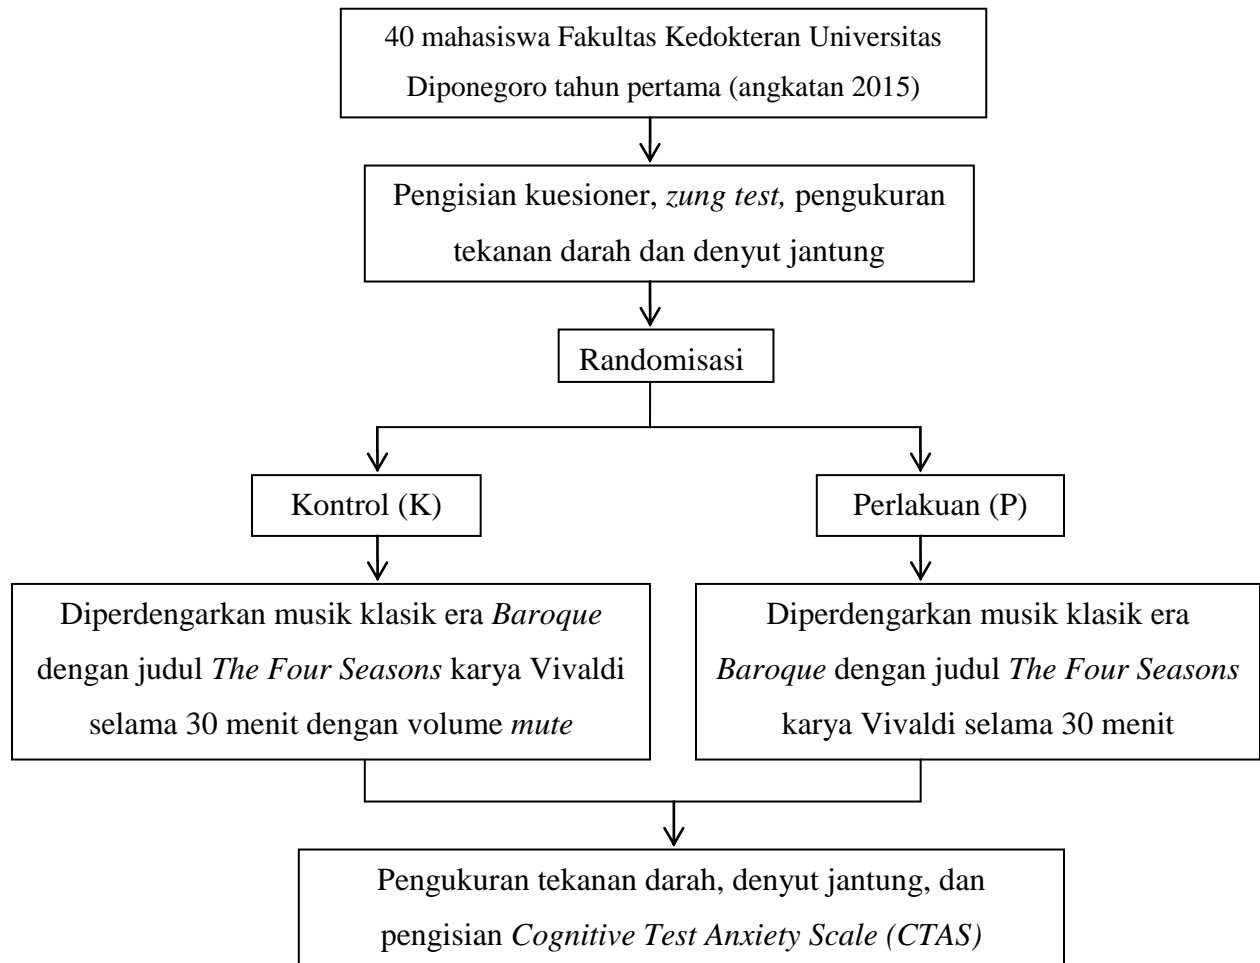 40 mahasiswa Fakultas Kedokteran Universitas
Diponegoro tahun pertama (angkatan 2015)
Pengisian kuesioner, zung test, pengukuran
tekanan darah dan denyut jantung
Randomisasi
Kontrol (K)
Perlakuan (P)
Diperdengarkan musik klasik era Baroque
dengan judul The Four Seasons karya Vivaldi
selama 30 menit dengan volume mute
Diperdengarkan musik klasik era
Baroque dengan judul The Four Seasons
karya Vivaldi selama 30 menit
Pengukuran tekanan darah, denyut jantung, dan
pengisian Cognitive Test Anxiety Scale (CTAS)